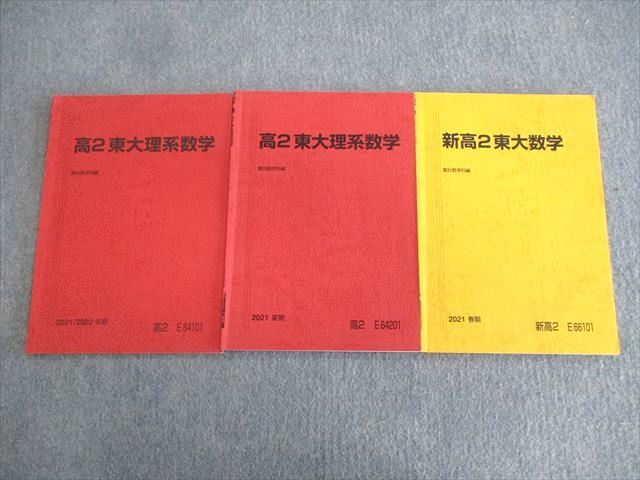 高2 東大理系数学
駿台数学科編
2021/2022 冬期
高2 E84101
高2 東大理系数学
駿台数学科編
2021 夏期
高2 E64201
新高2 東大数学
駿台数学科編
2021 春期
新高2 E66101